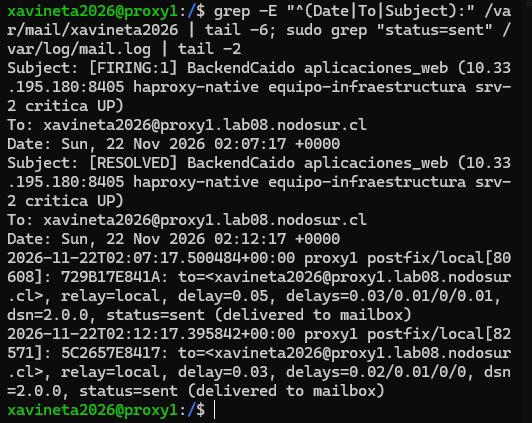 xavineta2026@proxy1:/$ grep -E "^(Date|To|Subject):" /va
r/mail/xavineta2026 | tail -6; sudo grep "status=sent" /
var/log/mail.log | tail -2
Subject: [FIRING:1] BackendCaido aplicaciones_web (10.33
.195.180:8405 haproxy-native equipo-infraestructura srv-
2 critica UP)
To: xavineta2026@proxy1.lab08.nodosur.cl
Date: Sun, 22 Nov 2026 02:07:17 +0000
Subject: [RESOLVED] BackendCaido aplicaciones_web (10.33
.195.180:8405 haproxy-native equipo-infraestructura srv-
2 critica UP)
To: xavineta2026@proxy1.lab08.nodosur.cl
Date: Sun, 22 Nov 2026 02:12:17 +0000
2026-11-22T02:07:17.500484+00:00 proxy1 postfix/local[80
608]: 729B17E841A: to=<xavineta2026@proxy1.lab08.nodosur
.cl>, relay=local, delay=0.05, delays=0.03/0.01/0/0.01,
dsn=2.0.0, status=sent (delivered to mailbox)
2026-11-22T02:12:17.395842+00:00 proxy1 postfix/local[82
571]: 5C2657E8417: to=<xavineta2026@proxy1.lab08.nodosur
.cl>, relay=local, delay=0.03, delays=0.02/0.01/0/0, dsn
=2.0.0, status=sent (delivered to mailbox)
xavineta2026@proxy1:/$